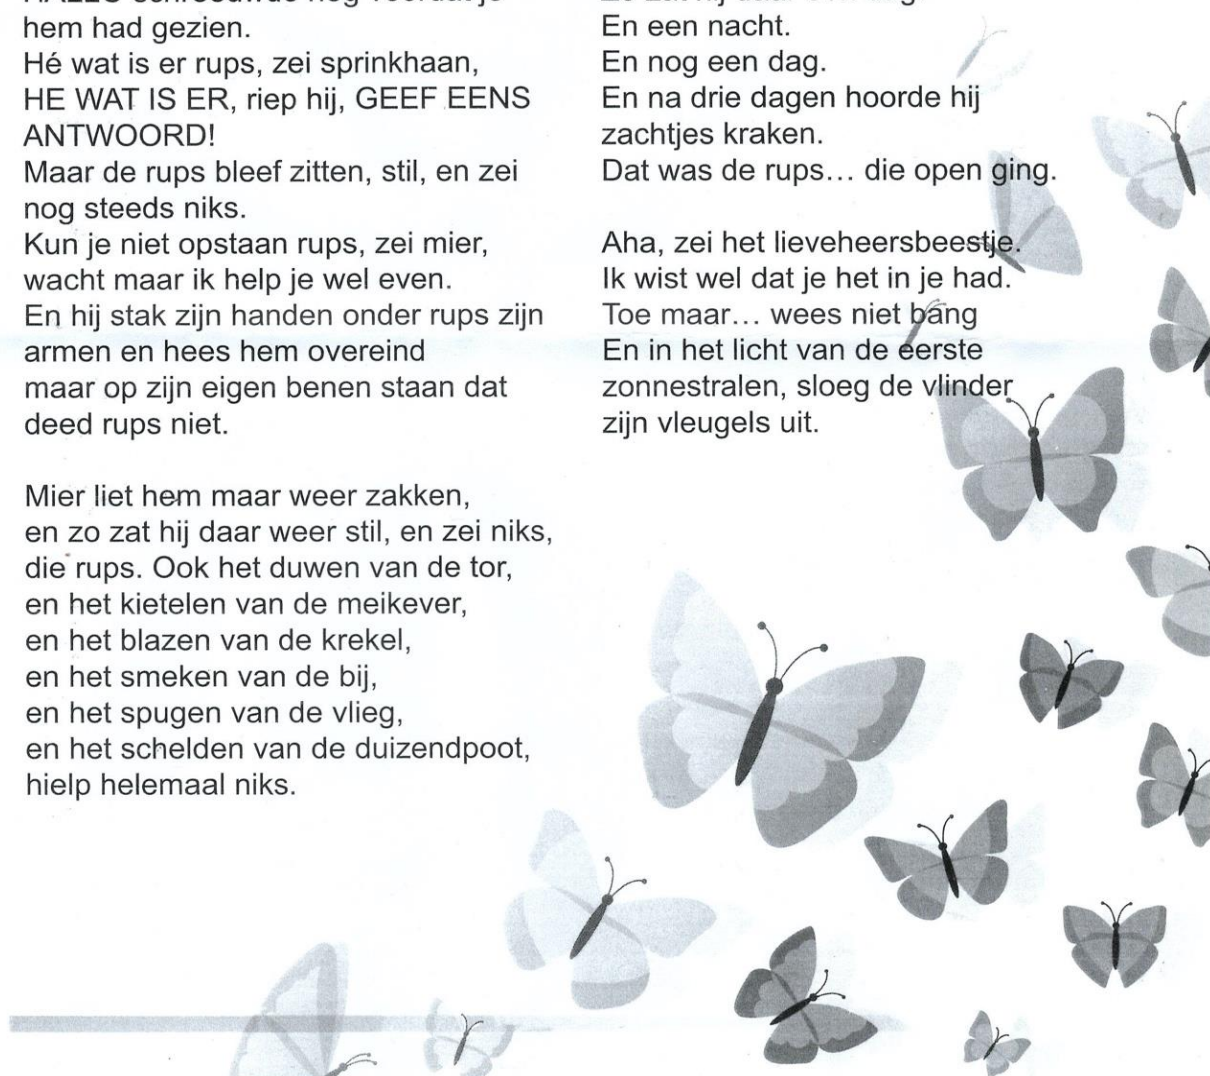 hem had gezien.
Hé wat is er rups, zei sprinkhaan,
HE WAT IS ER, riep hij, GEEF EENS
ANTWOORD!
Maar de rups bleef zitten, stil, en zei
nog steeds niks.
Kun je niet opstaan rups, zei mier,
wacht maar ik help je wel even.
En hij stak zijn handen onder rups zijn
armen en hees hem overeind
maar op zijn eigen benen staan dat
deed rups niet.

Mier liet hem maar weer zakken,
en zo zat hij daar weer stil, en zei niks,
die rups. Ook het duwen van de tor,
en het kietelen van de meikever,
en het blazen van de krekel,
en het smeken van de bij,
en het spugen van de vlieg,
en het schelden van de duizendpoot,
hielp helemaal niks.

En een nacht.
En nog een dag.
En na drie dagen hoorde hij
zachtjes kraken.
Dat was de rups… die open ging.

Aha, zei het lieveheersbeestje.
Ik wist wel dat je het in je had.
Toe maar… wees niet bang
En in het licht van de eerste
zonnestralen, sloeg de vlinder
zijn vleugels uit.